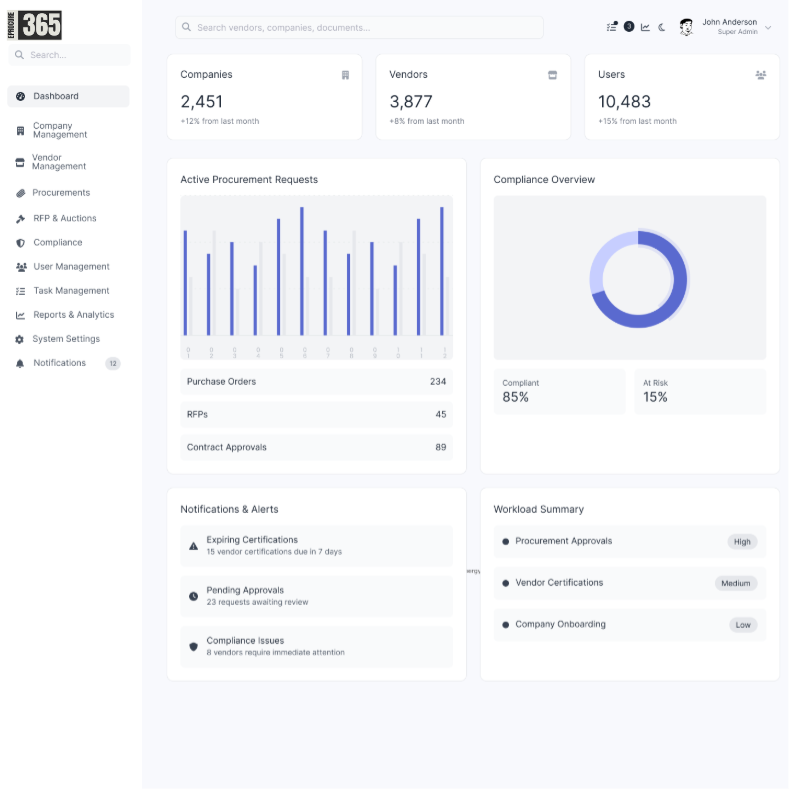 EPROCURE 365
Search...
Dashboard
Company
Management
Vendor
Management
Procurements
RFP & Auctions
Compliance
User Management
Task Management
Reports & Analytics
System Settings
Notifications 12
Search vendors, companies, documents...
3
John Anderson
Super Admin
Companies
2,451
+12% from last month
Vendors
3,877
+8% from last month
Users
10,483
+15% from last month
Active Procurement Requests
01 02 03 04 05 06 07 08 09 10 11 12
Purchase Orders 234
RFPs 45
Contract Approvals 89
Compliance Overview
Compliant
85%
At Risk
15%
Notifications & Alerts
Expiring Certifications
15 vendor certifications due in 7 days
Pending Approvals
23 requests awaiting review
Compliance Issues
8 vendors require immediate attention
Workload Summary
Procurement Approvals High
Vendor Certifications Medium
Company Onboarding Low